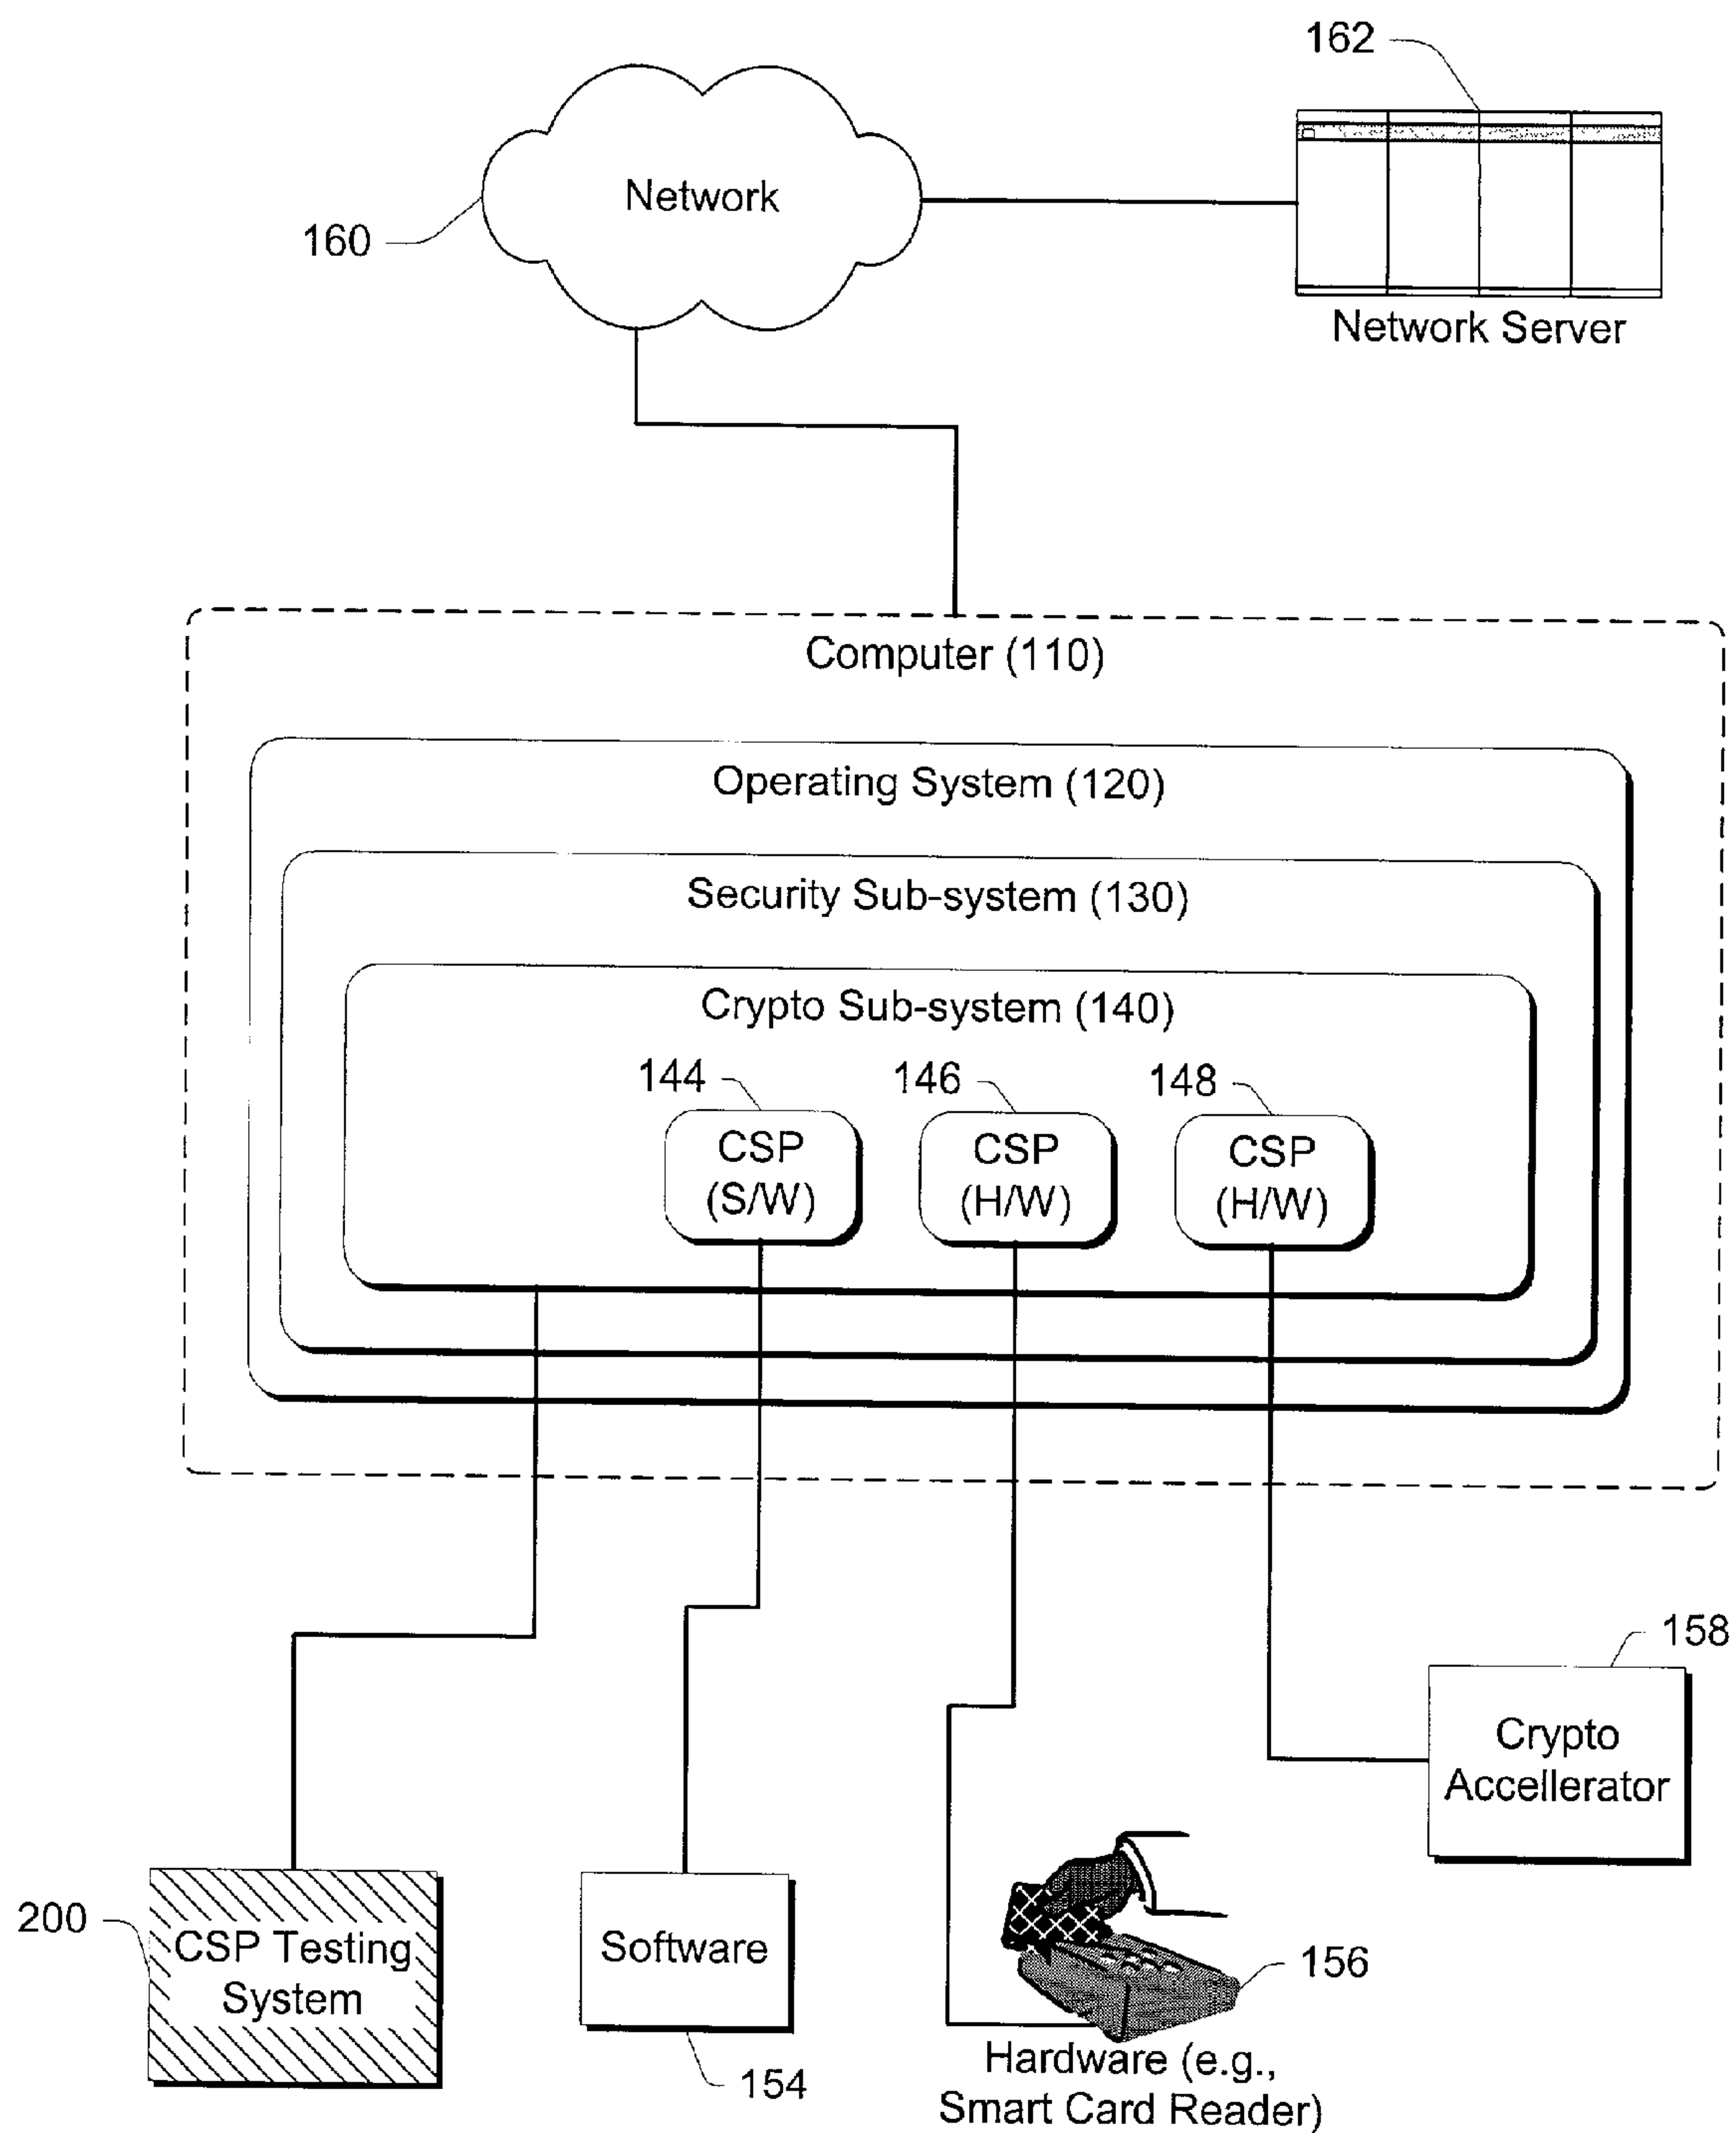 162
Network
160
Network Server
Computer (110)
Operating System (120)
Security Sub-system (130)
Crypto Sub-system (140)
144
146
148
CSP
(S/W)
CSP
(H/W)
CSP
(H/W)
158
Crypto
Accellerator
200
CSP Testing
System
Software
154
156
Hardware (e.g.,
Smart Card Reader)